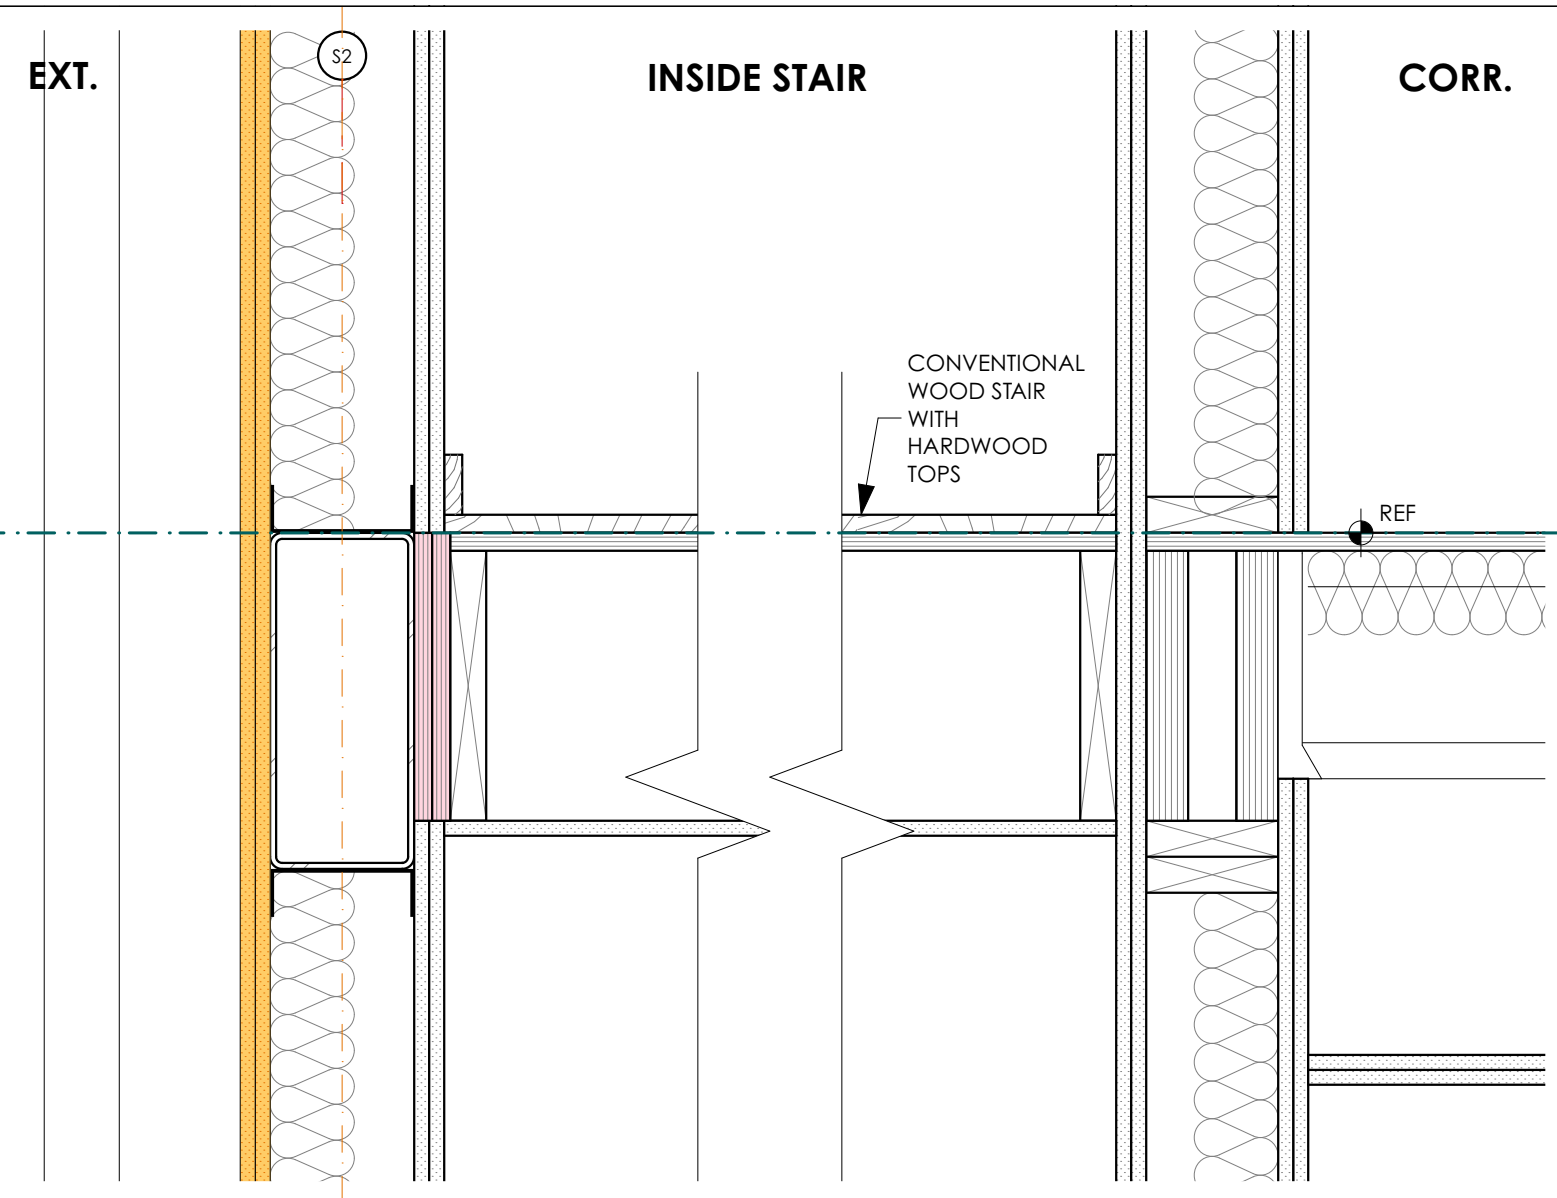 EXT.
S2
INSIDE STAIR
CORR.
CONVENTIONAL
WOOD STAIR
WITH
HARDWOOD
TOPS
REF